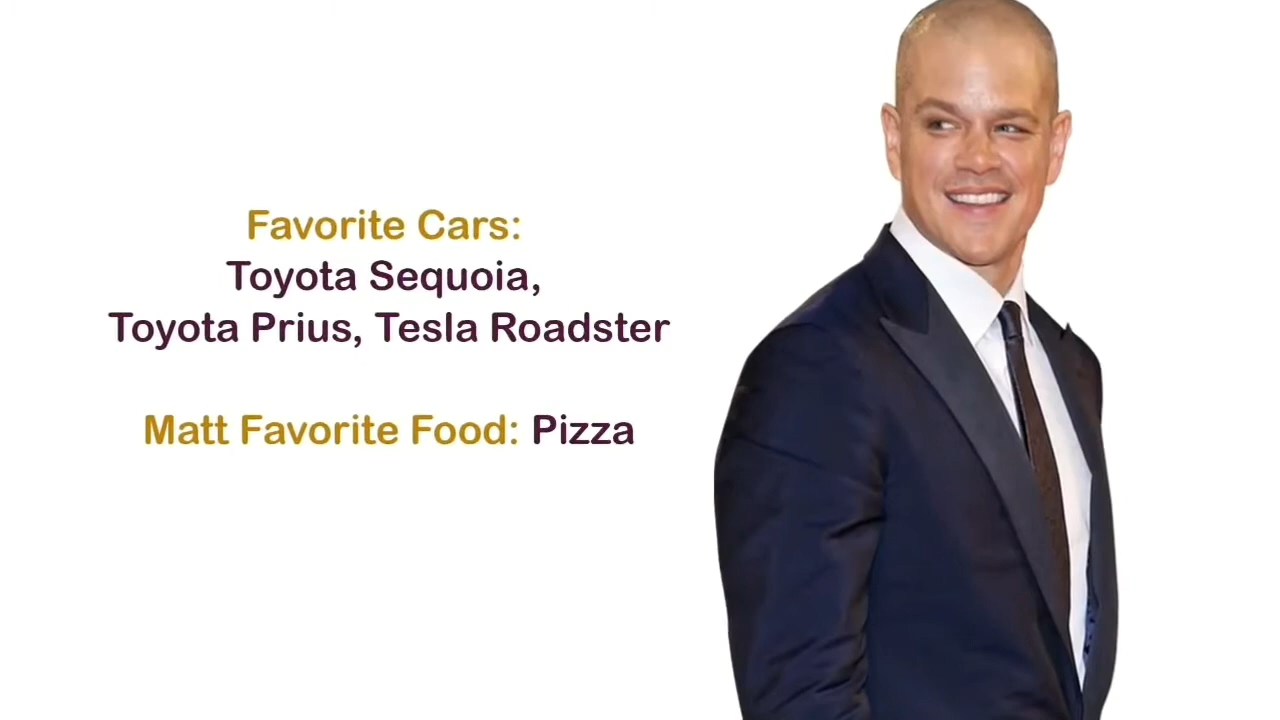 Favorite Cars:
Toyota Sequoia,
Toyota Prius, Tesla Roadster
Matt Favorite Food: Pizza